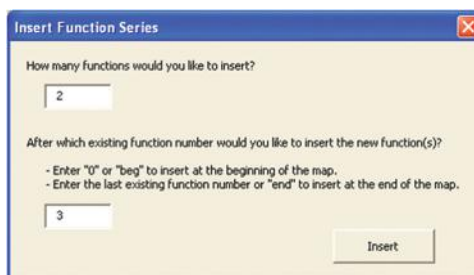 Insert Function Series
How many functions would you like to insert?
2
After which existing function number would you like to insert the new function(s)?
- Enter "0" or "beg" to insert at the beginning of the map.
- Enter the last existing function number or "end" to insert at the end of the map.
3
Insert